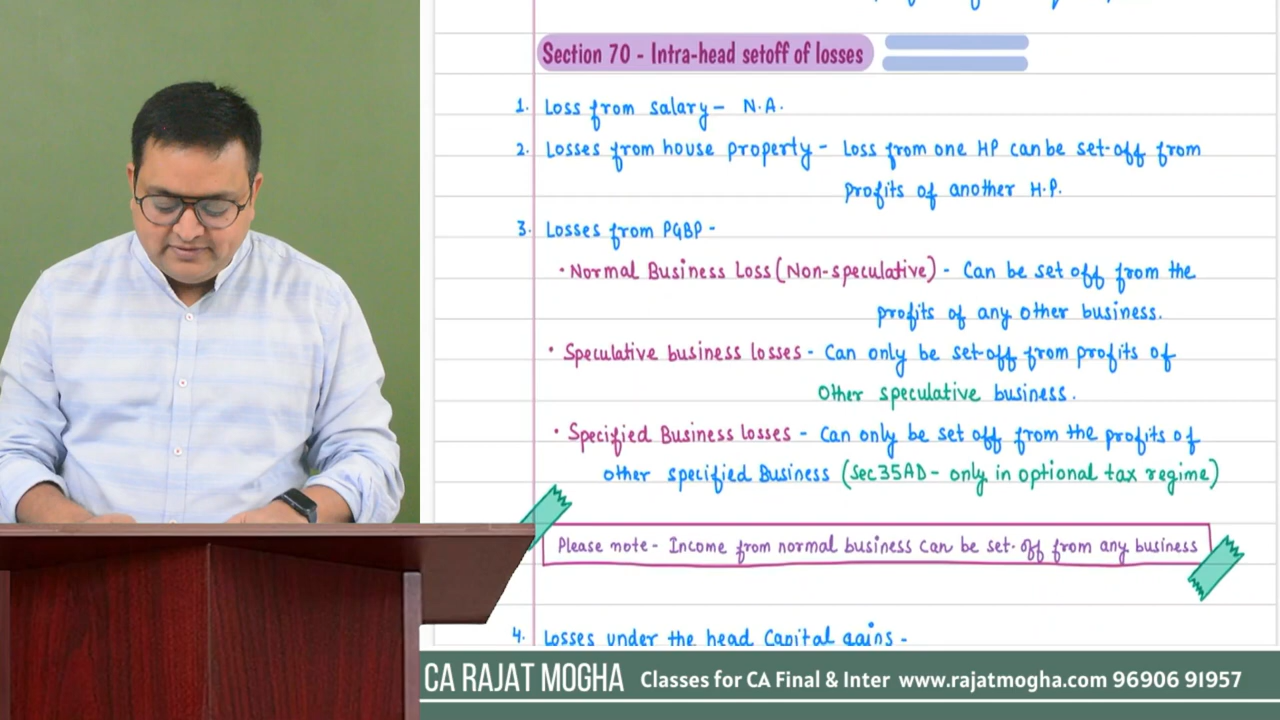 Section 70 - Intra-head setoff of losses
1. Loss from salary - N.A.
2. Losses from house property - Loss from one HP can be set-off from
profits of another H.P.
3. Losses from PGBP -
• Normal Business Loss (Non-speculative) - Can be set off from the
profits of any other business.
• Speculative business losses - Can only be set-off from profits of
Other speculative business.
• Specified Business losses - Can only be set off from the profits of
other specified Business (Sec 35AD - only in optional tax regime)
Please note - Income from normal business can be set-off from any business
4. Losses under the head Capital gains -
CA RAJAT MOGHA Classes for CA Final & Inter www.rajatmogha.com 96906 91957